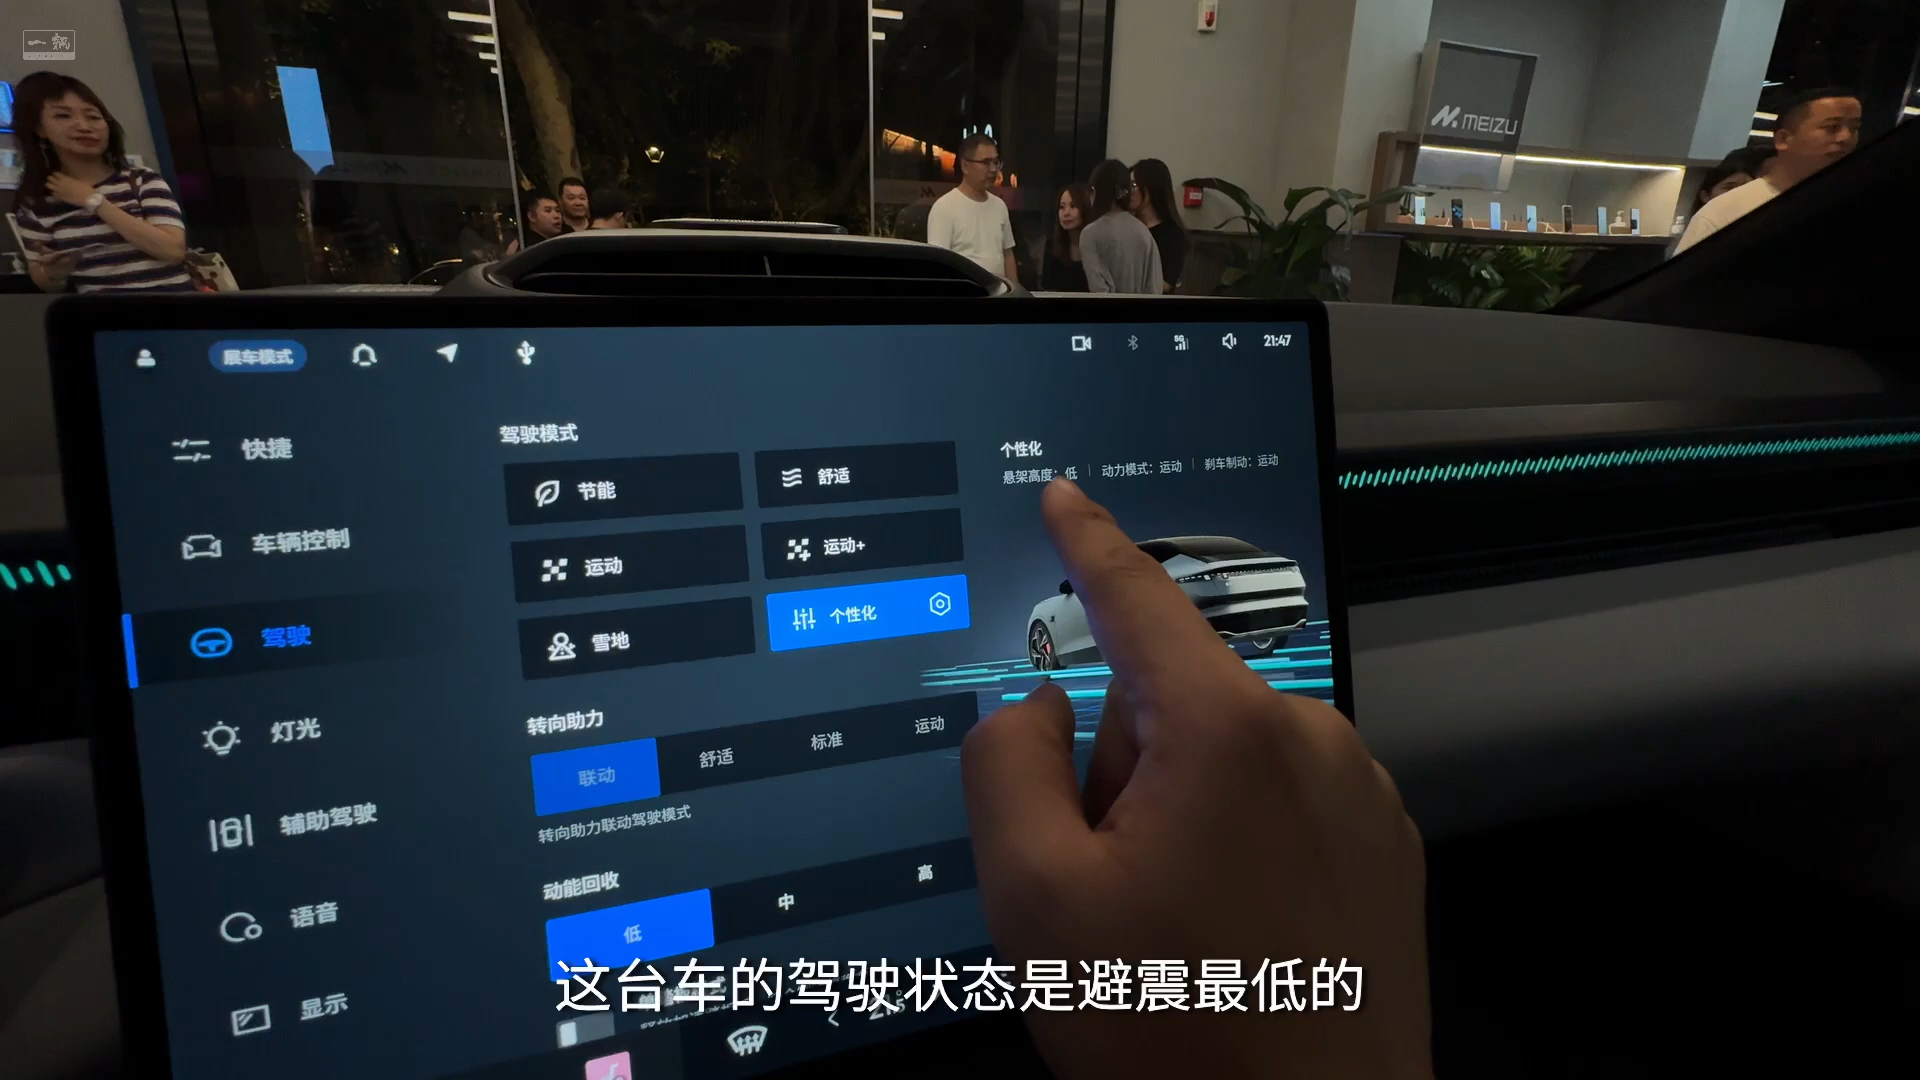 一禍
MEIZU
展车模式
5G
21:47
快捷
车辆控制
驾驶
灯光
辅助驾驶
语音
显示
驾驶模式
节能
舒适
运动
运动+
雪地
个性化
个性化
悬架高度：低 | 动力模式：运动 | 刹车制动：运动
转向助力
联动
舒适
标准
运动
转向助力联动驾驶模式
动能回收
低
中
高
这台车的驾驶状态是避震最低的